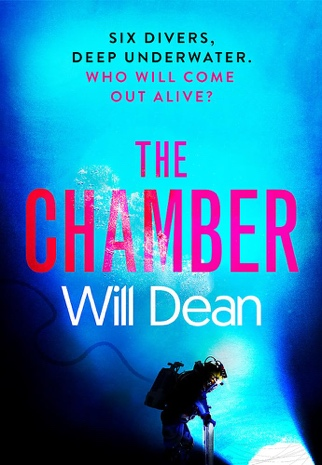 SIX DIVERS,
DEEP UNDERWATER.
WHO WILL COME
OUT ALIVE?
THE
CHAMBER
Will Dean